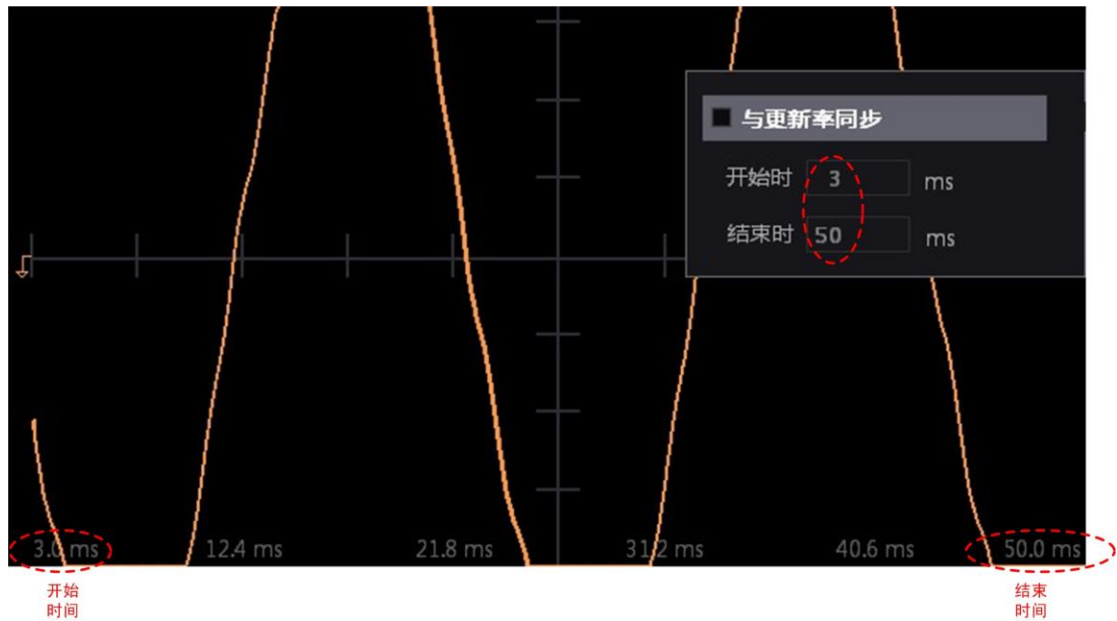 与更新率同步
开始时 3 ms
结束时 50 ms
3.0 ms 12.4 ms 21.8 ms 31.2 ms 40.6 ms 50.0 ms
开始
时间
结束
时间